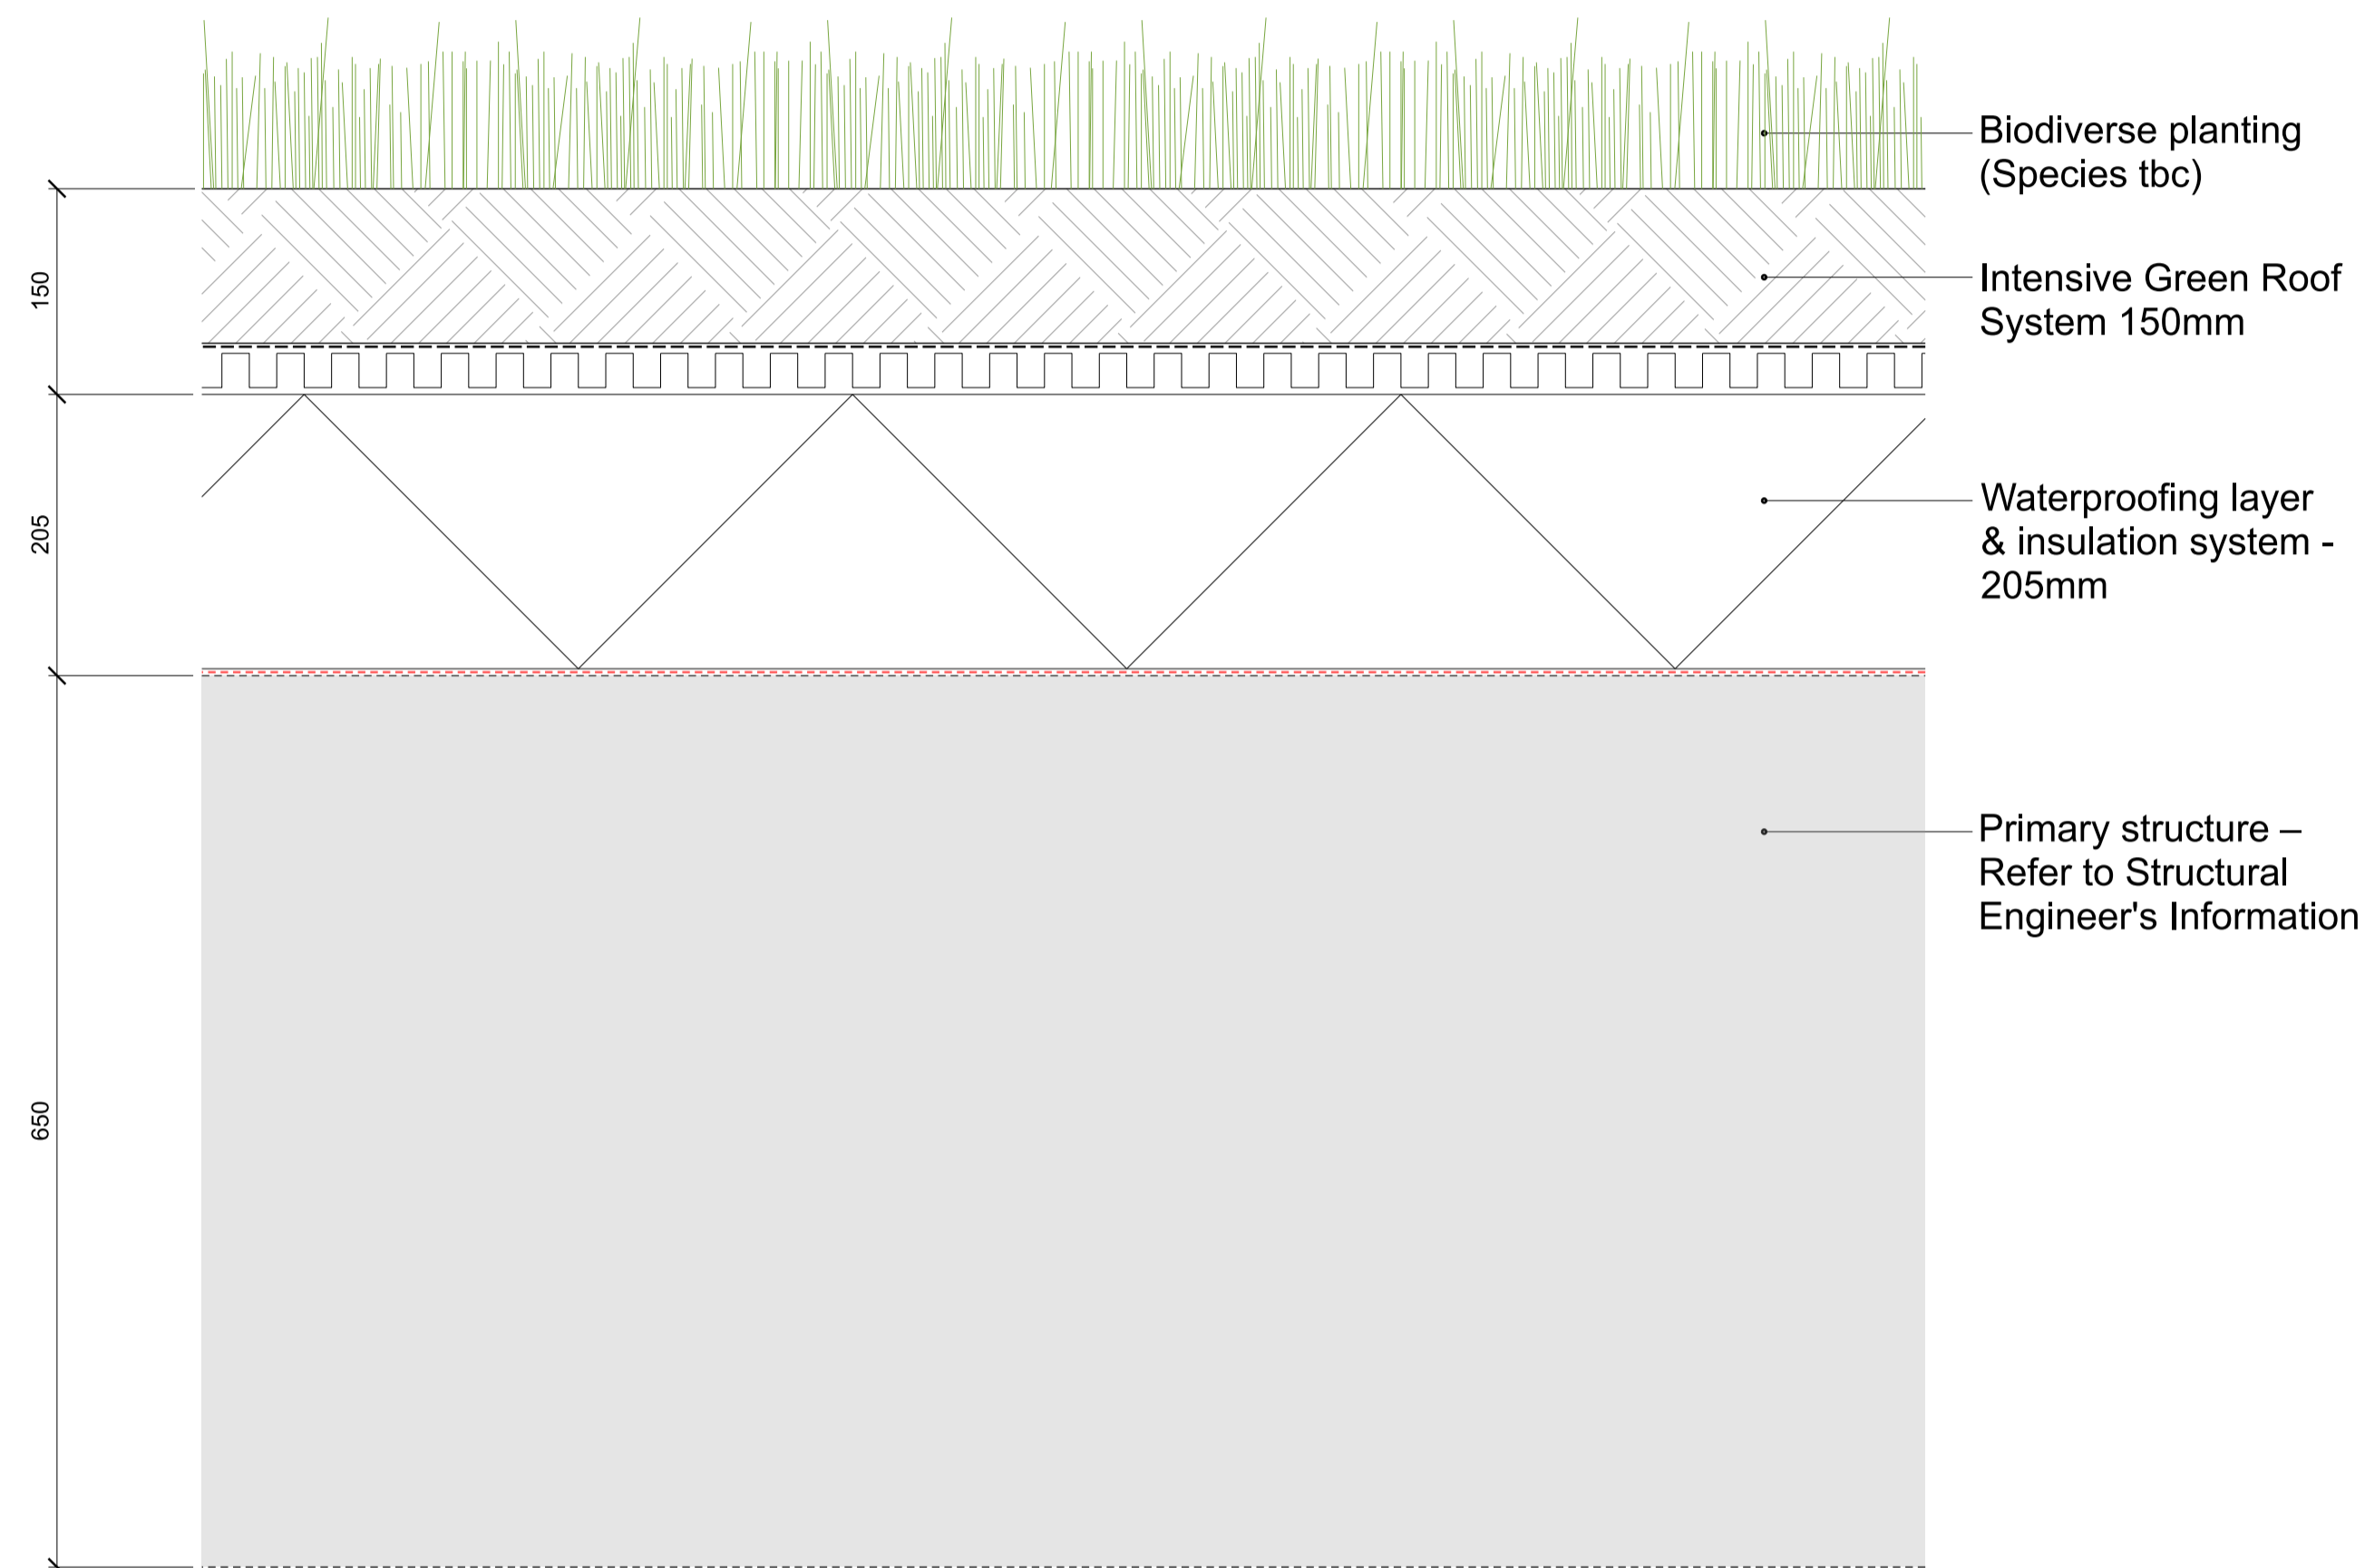 Biodiverse planting
(Species tbc)
150
Intensive Green Roof
System 150mm
205
Waterproofing layer
& insulation system -
205mm
Primary structure –
Refer to Structural
Engineer's Information
650